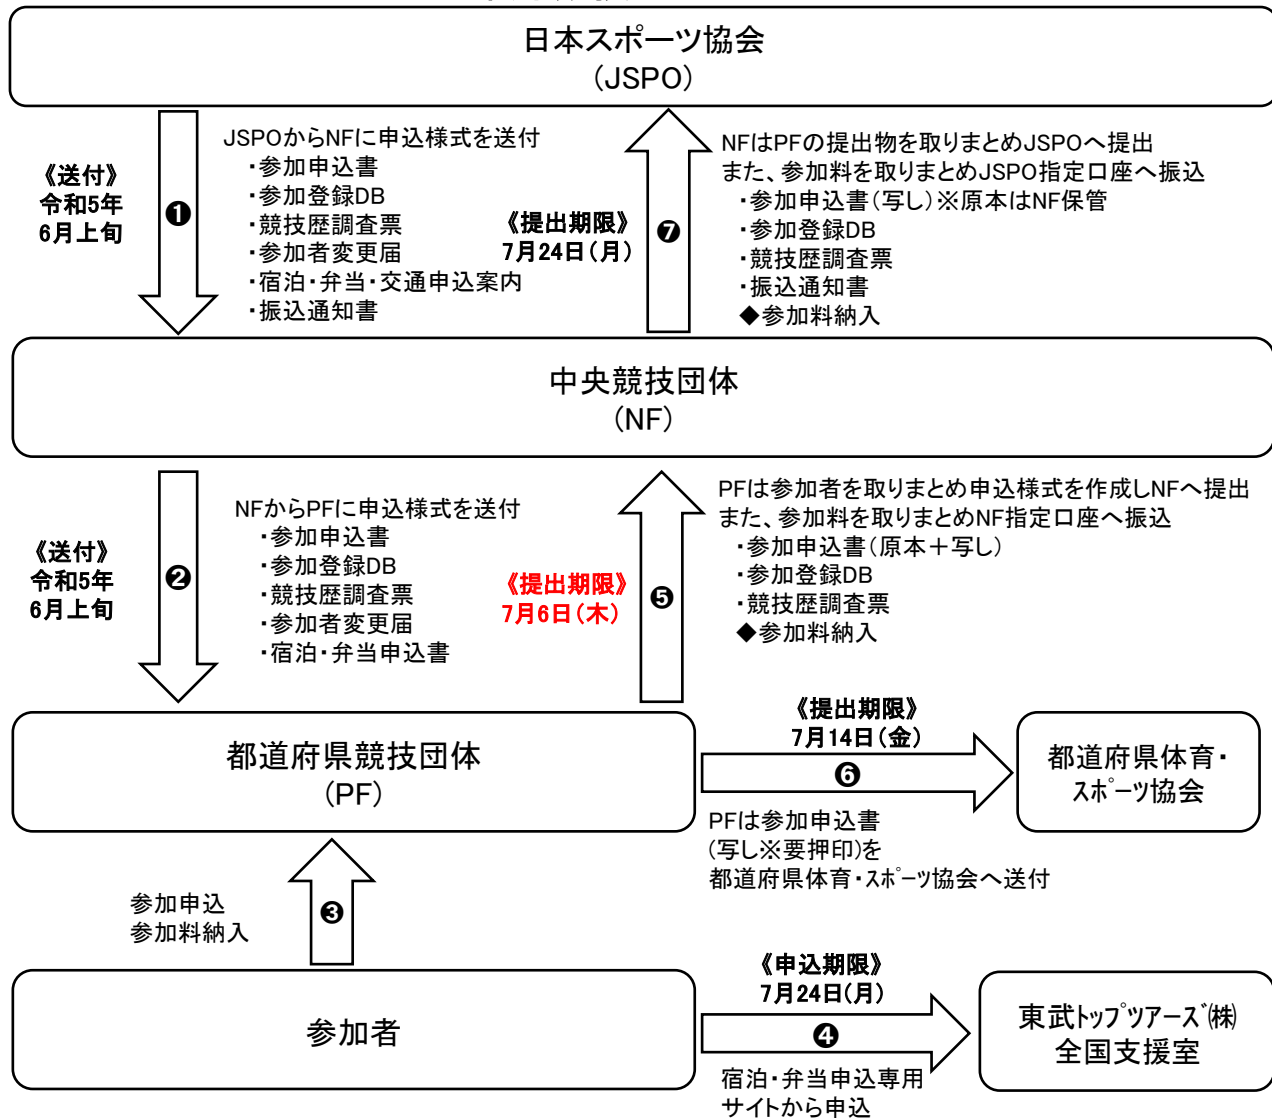 日本スポーツ協会
(JSPO)
《送付》
令和5年
6月上旬
❶
JSPOからNFに申込様式を送付
・参加申込書
・参加登録DB
・競技歴調査票
・参加者変更届
・宿泊・弁当・交通申込案内
・振込通知書
《提出期限》
7月24日(月)
❼
NFはPFの提出物を取りまとめJSPOへ提出
また、参加料を取りまとめJSPO指定口座へ振込
・参加申込書(写し)※原本はNF保管
・参加登録DB
・競技歴調査票
・振込通知書
◆参加料納入
中央競技団体
(NF)
《送付》
令和5年
6月上旬
❷
NFからPFに申込様式を送付
・参加申込書
・参加登録DB
・競技歴調査票
・参加者変更届
・宿泊・弁当申込書
《提出期限》
7月6日(木)
❺
PFは参加者を取りまとめ申込様式を作成しNFへ提出
また、参加料を取りまとめNF指定口座へ振込
・参加申込書(原本+写し)
・参加登録DB
・競技歴調査票
◆参加料納入
都道府県競技団体
(PF)
《提出期限》
7月14日(金)
❻
PFは参加申込書
(写し※要押印)を
都道府県体育・スポーツ協会へ送付
都道府県体育・
スポーツ協会
参加申込
参加料納入
❸
参加者
《申込期限》
7月24日(月)
❹
宿泊・弁当申込専用
サイトから申込
東武トップツアーズ(株)
全国支援室